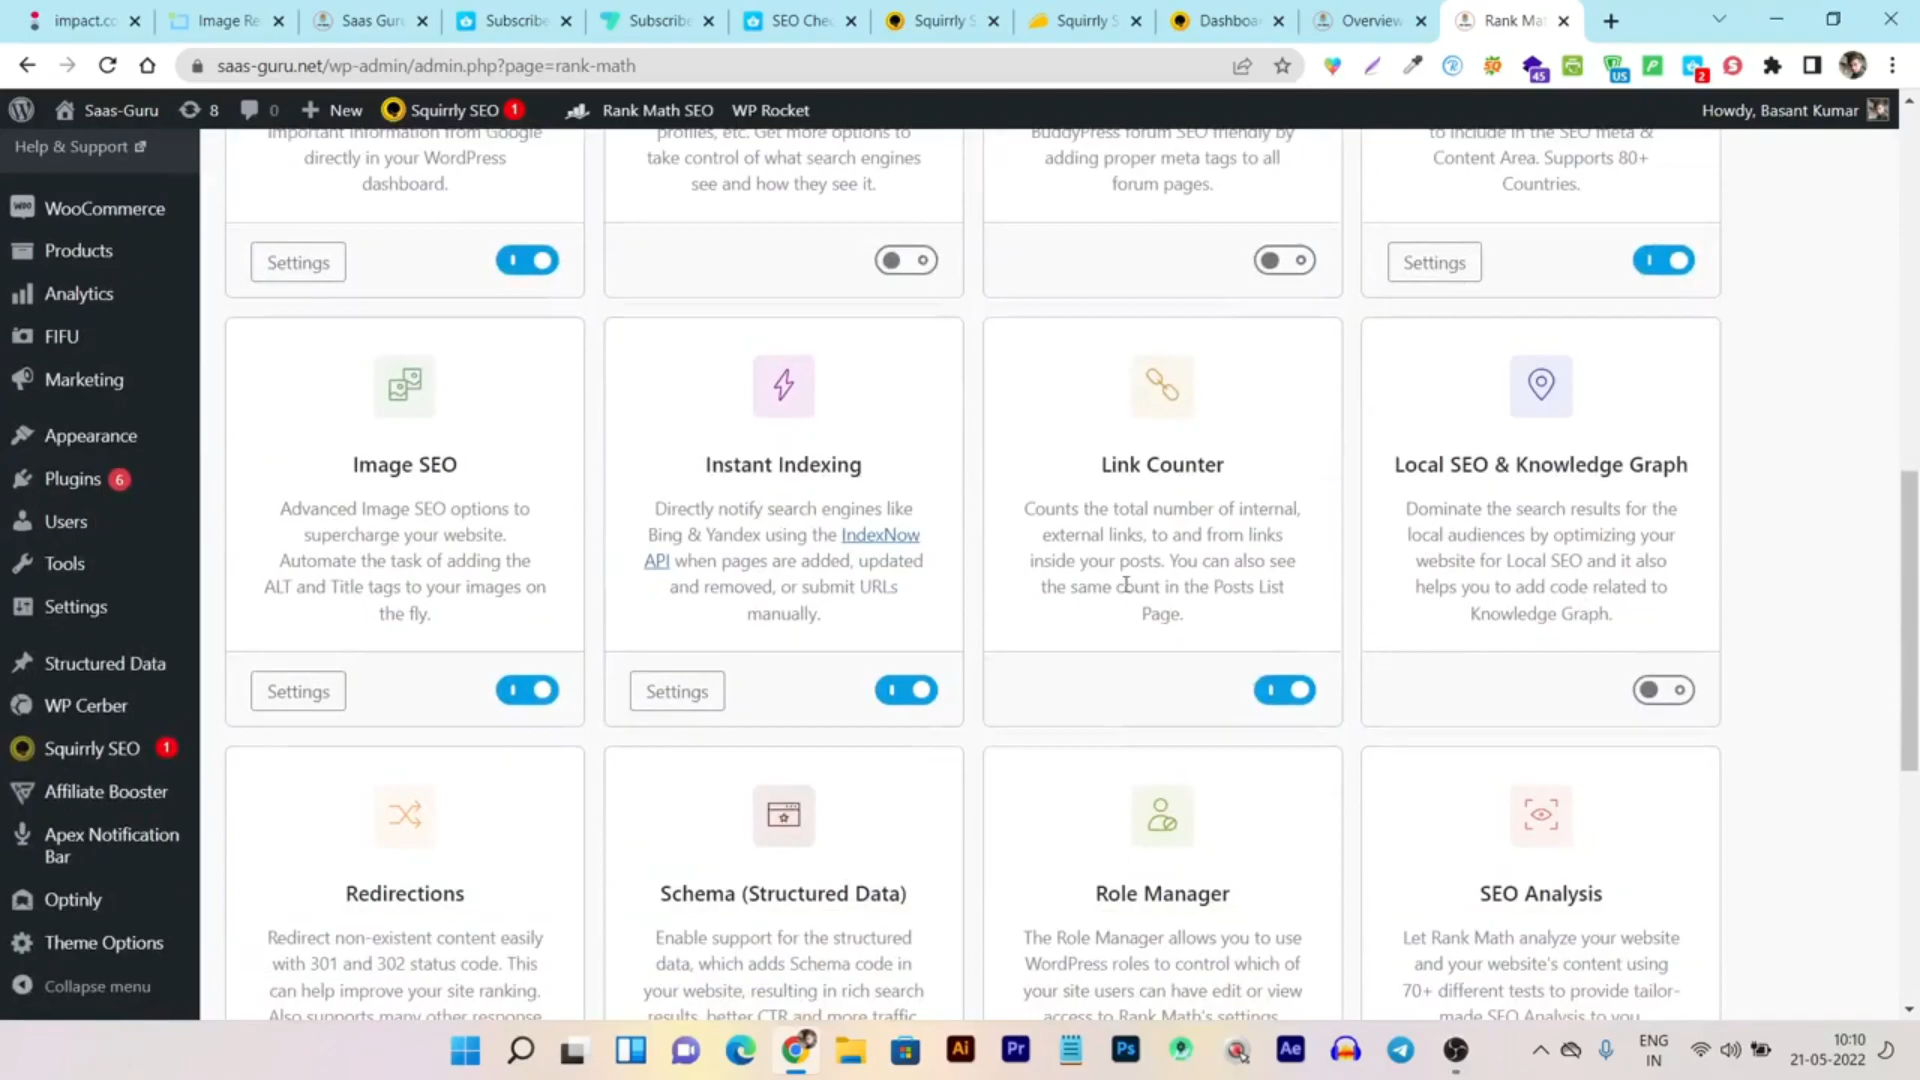 impact.co
Image Re
Saas Guru
Subscribe
Subscribe
SEO Chec
Squirrly S
Squirrly S
Dashboa
Overview
Rank Mat
saas-guru.net/wp-admin/admin.php?page=rank-math
45
US
2
Saas-Guru
8
0
New
Squirrly SEO 1
Rank Math SEO
WP Rocket
Howdy, Basant Kumar
Help & Support
WooCommerce
Products
Analytics
FIFU
Marketing
Appearance
Plugins 6
Users
Tools
Settings
Structured Data
WP Cerber
Squirrly SEO 1
Affiliate Booster
Apex Notification
Bar
Optinly
Theme Options
Collapse menu
important information from Google
directly in your WordPress
dashboard.
Settings
profiles, etc. Get more options to
take control of what search engines
see and how they see it.
BuddyPress forum SEO friendly by
adding proper meta tags to all
forum pages.
to include in the SEO meta &
Content Area. Supports 80+
Countries.
Settings
Image SEO
Advanced Image SEO options to
supercharge your website.
Automate the task of adding the
ALT and Title tags to your images on
the fly.
Settings
Instant Indexing
Directly notify search engines like
Bing & Yandex using the IndexNow
API when pages are added, updated
and removed, or submit URLs
manually.
Settings
Link Counter
Counts the total number of internal,
external links, to and from links
inside your posts. You can also see
the same count in the Posts List
Page.
Local SEO & Knowledge Graph
Dominate the search results for the
local audiences by optimizing your
website for Local SEO and it also
helps you to add code related to
Knowledge Graph.
Redirections
Redirect non-existent content easily
with 301 and 302 status code. This
can help improve your site ranking.
Also supports many other response
Schema (Structured Data)
Enable support for the structured
data, which adds Schema code in
your website, resulting in rich search
results, better CTR and more traffic
Role Manager
The Role Manager allows you to use
WordPress roles to control which of
your site users can have edit or view
access to Rank Math's settings
SEO Analysis
Let Rank Math analyze your website
and your website's content using
70+ different tests to provide tailor-
made SEO Analysis to you
Ai
Pr
Ps
Ae
ENG
IN
10:10
21-05-2022